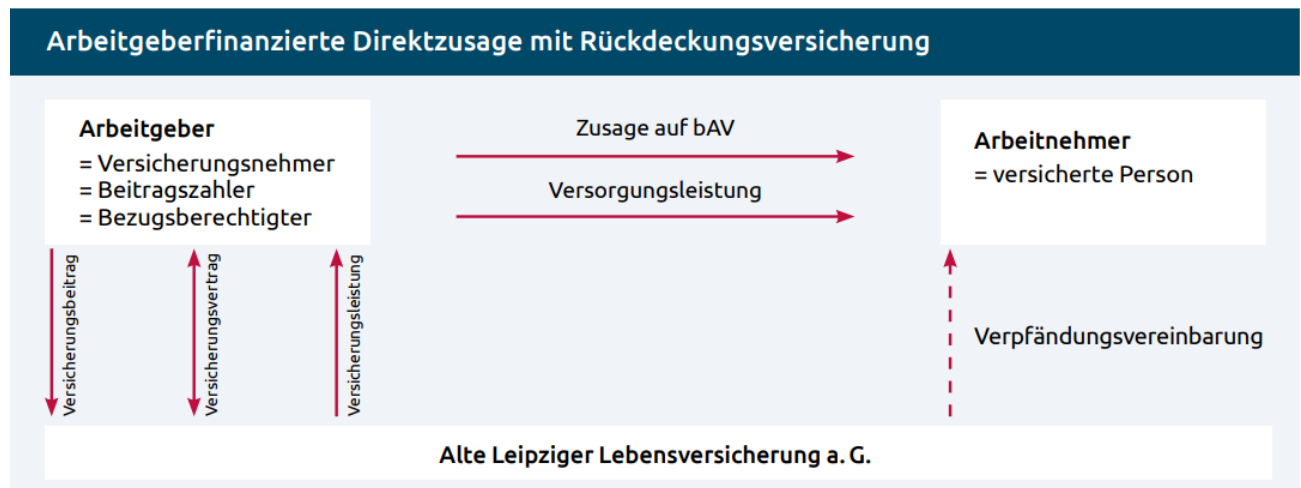 Arbeitgeberfinanzierte Direktzusage mit Rückdeckungsversicherung
Arbeitgeber
= Versicherungsnehmer
= Beitragszahler
= Bezugsberechtigter
Zusage auf bAV
Versorgungsleistung
Arbeitnehmer
= versicherte Person
Versicherungsbeitrag
Versicherungsvertrag
Versicherungsleistung
Verpfändungsvereinbarung
Alte Leipziger Lebensversicherung a. G.